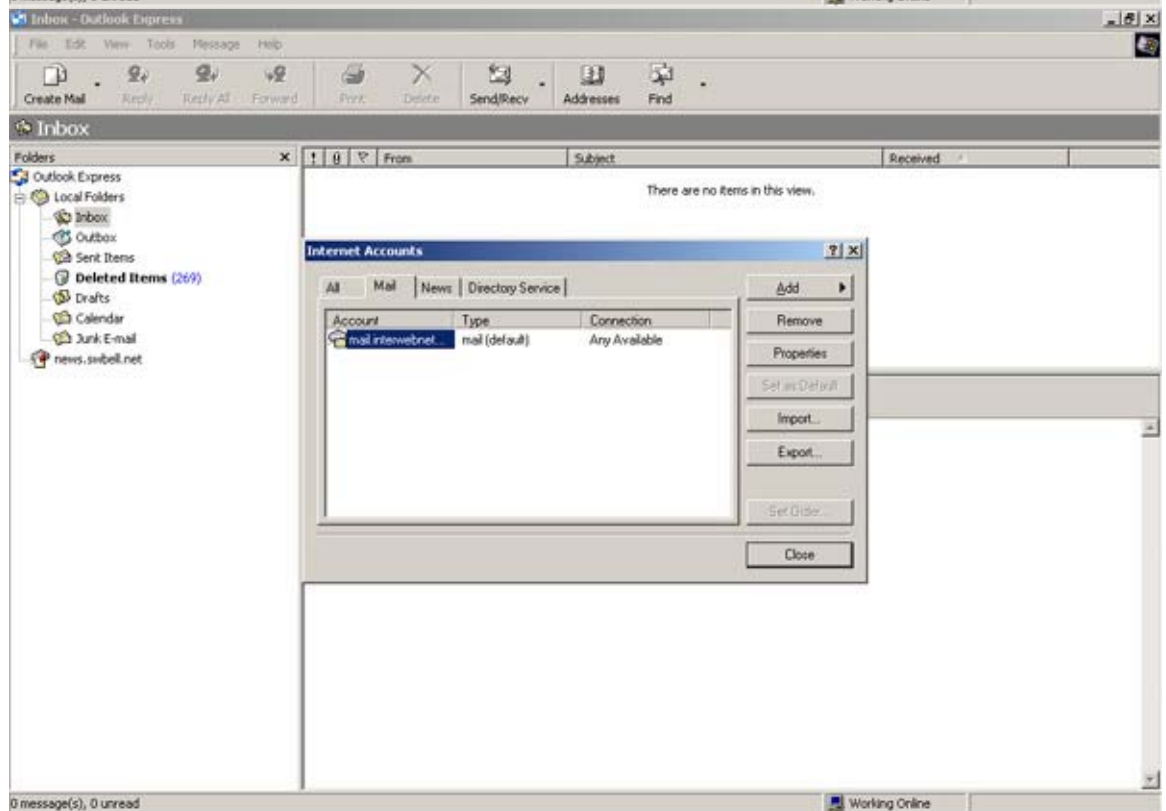 Working Online
Inbox - Outlook Express
File Edit View Tools Message Help
Create Mail Reply Reply All Forward Print Delete Send/Recv Addresses Find
Inbox
Folders
! From Subject Received
Outlook Express
There are no items in this view.
Local Folders
Inbox
Outbox
Sent Items
Deleted Items (269)
Drafts
Calendar
Junk E-mail
news.swbell.net
Internet Accounts
All Mail News Directory Service
Account Type Connection
mail.interwebnet... mail (default) Any Available
Add
Remove
Properties
Set as Default
Import...
Export...
Set Order...
Close
0 message(s), 0 unread Working Online